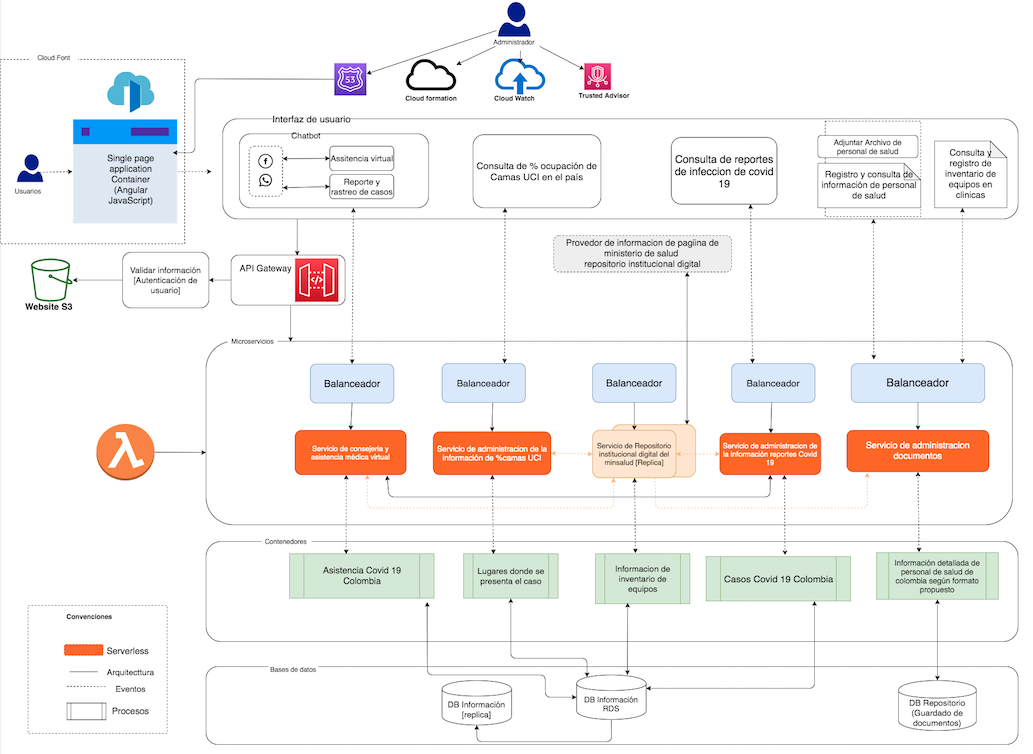 Administrador
Cloud Font
53
Cloud formation
Cloud Watch
Trusted Advisor
Usuarios
Single page
application
Container
(Angular
JavaScript)
Interfaz de usuario
Chatbot
Assitencia virtual
Reporte y
rastreo de casos
Consulta de % ocupación de
Camas UCI en el país
Consulta de reportes
de infeccion de covid
19
Adjuntar Archivo de
personal de salud
Registro y consulta de
información de personal
de salud
Consulta y
registro de
inventario de
equipos en
clínicas
Provedor de informacion de pagiina de
ministerio de salud
repositorio institucional digital
Website S3
Validar información
[Autenticación de
usuario]
API Gateway
</>
Microservicios
Balanceador
Balanceador
Balanceador
Balanceador
Balanceador
λ
Servicio de consejeria y
asistencia médica virtual
Servicio de administracion de la
información de %camas UCI
Servicio de Repositorio
institucional digital del
minsalud [Replica]
Servicio de administracion de
la información reportes Covid
19
Servicio de administracion
documentos
Contenedores
Asistencia Covid 19
Colombia
Lugares donde se
presenta el caso
Informacion de
inventario de
equipos
Casos Covid 19 Colombia
Información detallada de
personal de salud de
colombia según formato
propuesto
Convenciones
Serverless
Arquitectura
Eventos
Procesos
Bases de datos
DB Información
[replica]
DB Información
RDS
DB Repositorio
(Guardado de
documentos)